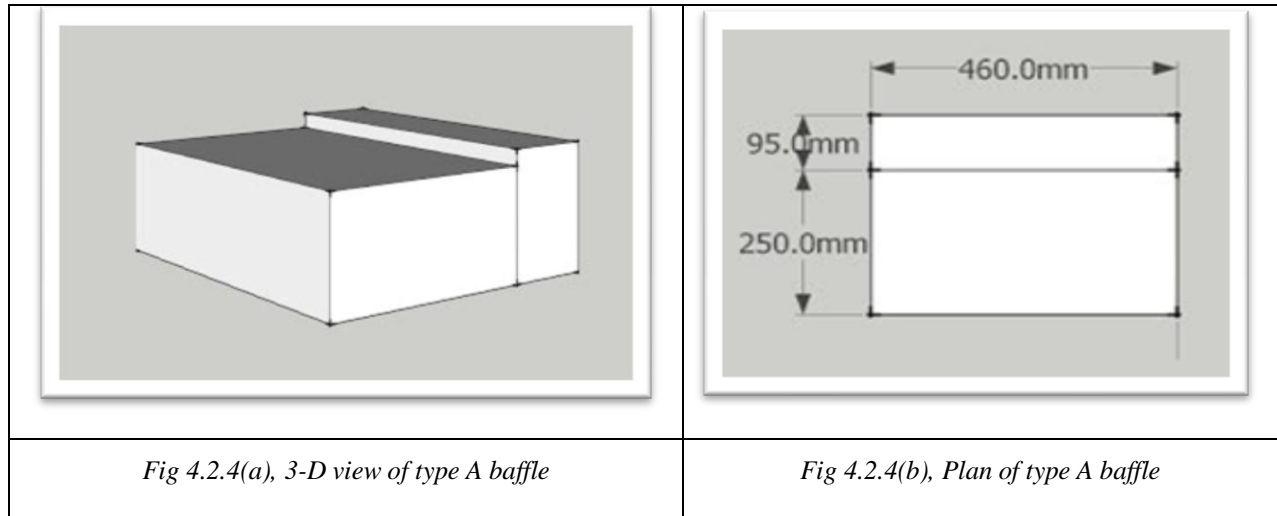 460.0mm
95.0mm
250.0mm
Fig 4.2.4(a), 3-D view of type A baffle
Fig 4.2.4(b), Plan of type A baffle